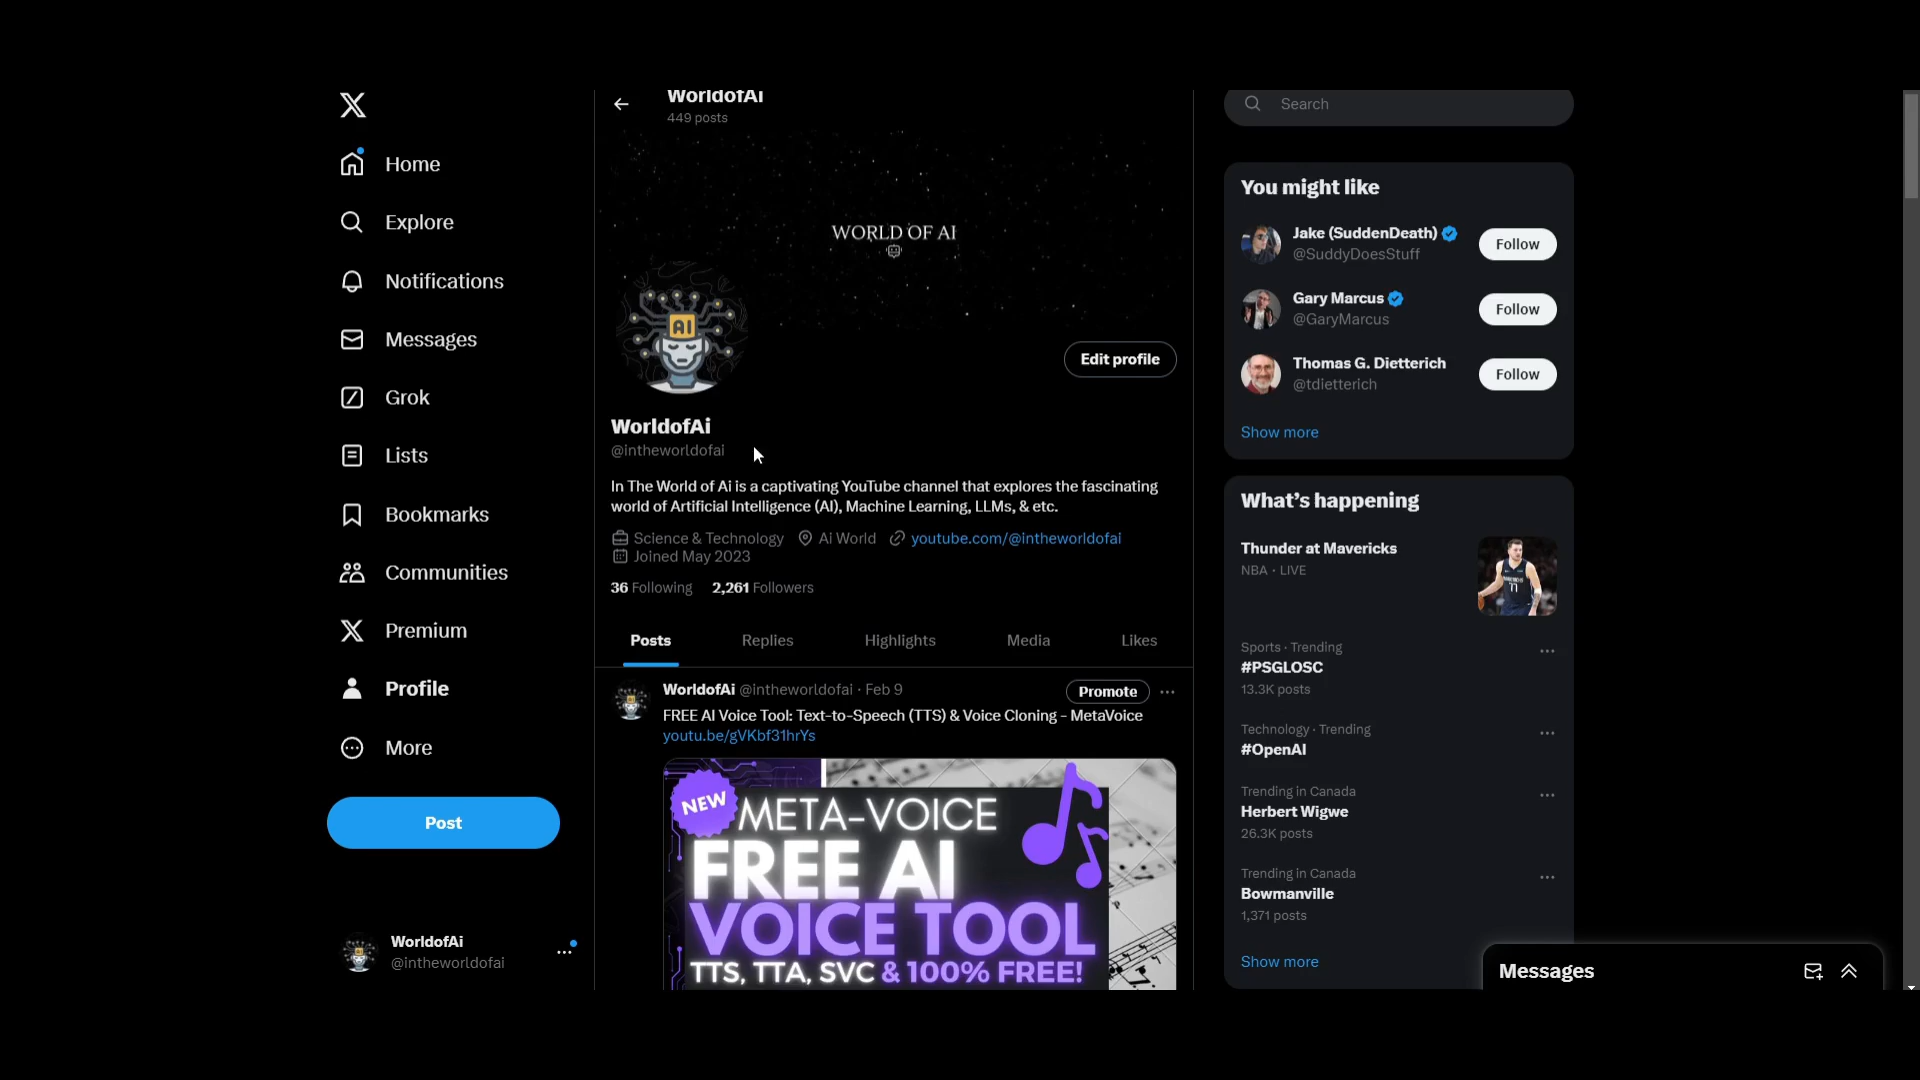 Home
Explore
Notifications
Messages
Grok
Lists
Bookmarks
Communities
Premium
Profile
More
Post
WorldofAi
@intheworldofai
WorldofAi
449 posts
WORLD OF AI
AI
Edit profile
WorldofAi
@intheworldofai
In The World of Ai is a captivating YouTube channel that explores the fascinating
world of Artificial Intelligence (AI), Machine Learning, LLMs, & etc.
Science & Technology Ai World youtube.com/@intheworldofai
Joined May 2023
36 Following 2,261 Followers
Posts Replies Highlights Media Likes
WorldofAi @intheworldofai · Feb 9 Promote
FREE AI Voice Tool: Text-to-Speech (TTS) & Voice Cloning - MetaVoice
youtu.be/gVKbf31hrYs
NEW
META-VOICE
FREE AI
VOICE TOOL
TTS, TTA, SVC & 100% FREE!
Search
You might like
Jake (SuddenDeath)
@SuddyDoesStuff
Follow
Gary Marcus
@GaryMarcus
Follow
Thomas G. Dietterich
@tdietterich
Follow
Show more
What’s happening
Thunder at Mavericks
NBA · LIVE
77
Sports · Trending
#PSGLOSC
13.3K posts
Technology · Trending
#OpenAI
Trending in Canada
Herbert Wigwe
26.3K posts
Trending in Canada
Bowmanville
1,371 posts
Show more
Messages